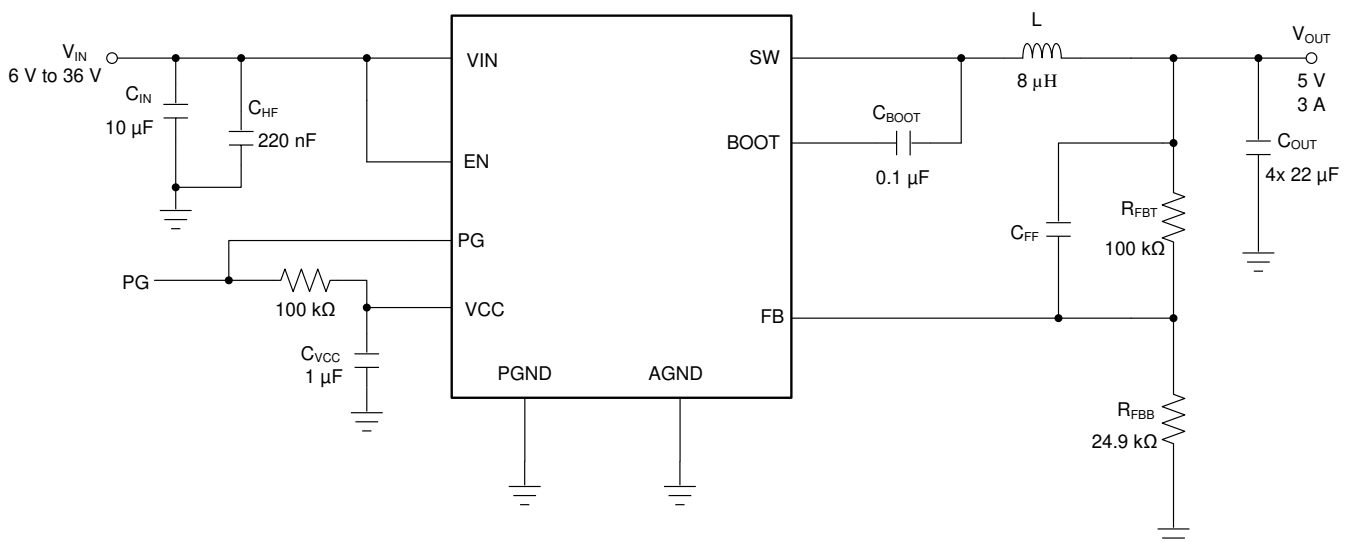 V_IN
6 V to 36 V
C_IN
10 µF
C_HF
220 nF
VIN
EN
PG
VCC
PG
100 kΩ
C_VCC
1 µF
PGND
AGND
SW
BOOT
FB
C_BOOT
0.1 µF
L
8 µH
C_FF
R_FBT
100 kΩ
R_FBB
24.9 kΩ
V_OUT
5 V
3 A
C_OUT
4x 22 µF